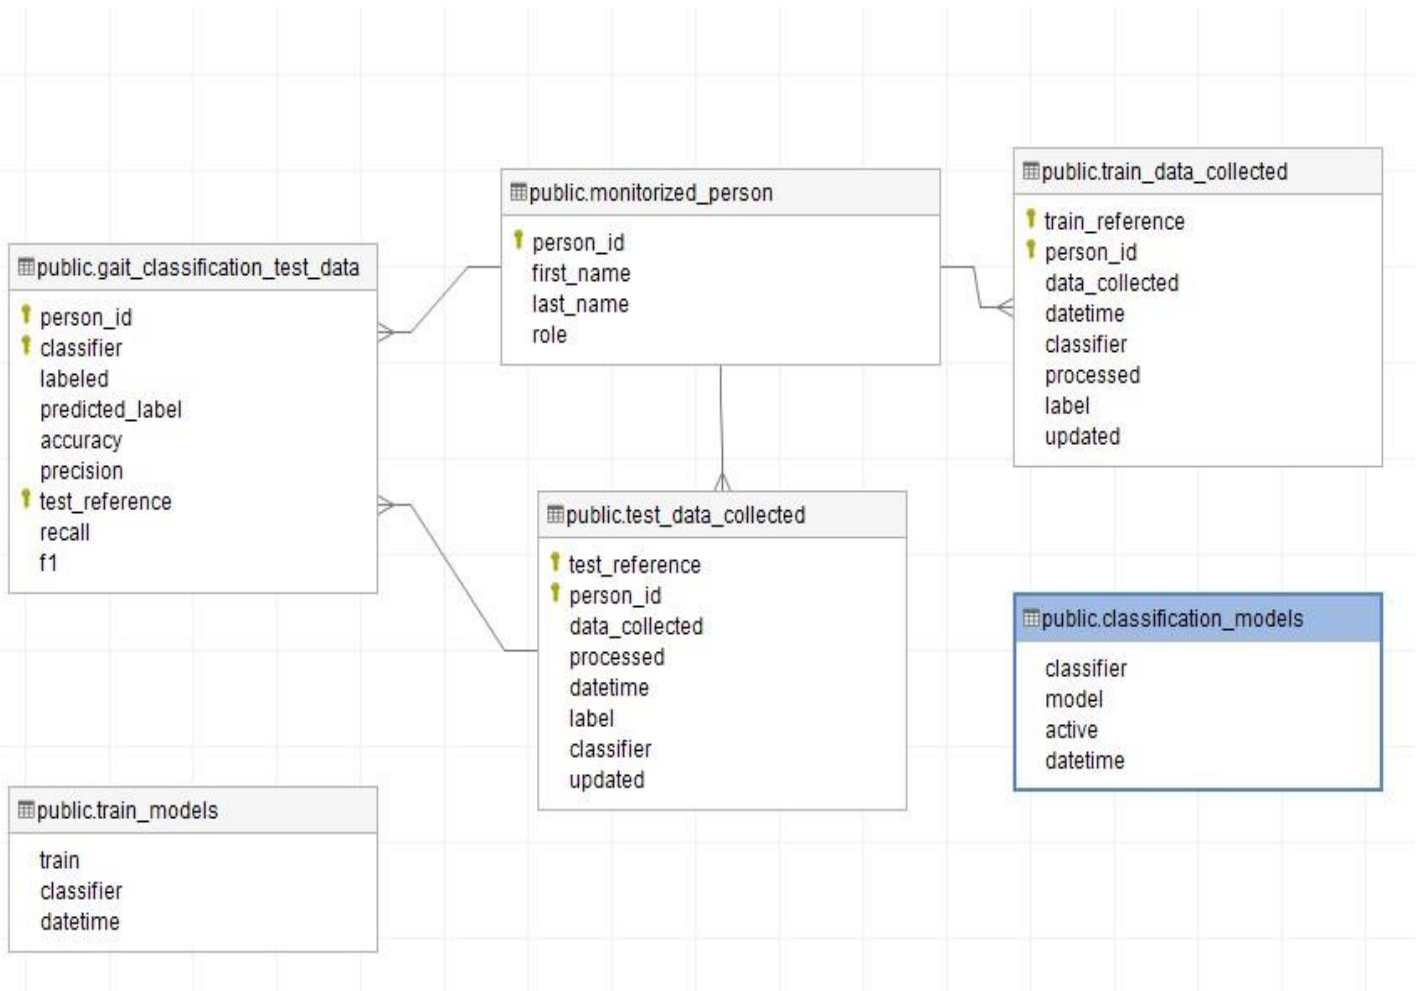 public.monitorized_person
person_id
first_name
last_name
role
public.train_data_collected
train_reference
person_id
data_collected
datetime
classifier
processed
label
updated
public.gait_classification_test_data
person_id
classifier
labeled
predicted_label
accuracy
precision
test_reference
recall
f1
public.test_data_collected
test_reference
person_id
data_collected
processed
datetime
label
classifier
updated
public.classification_models
classifier
model
active
datetime
public.train_models
train
classifier
datetime